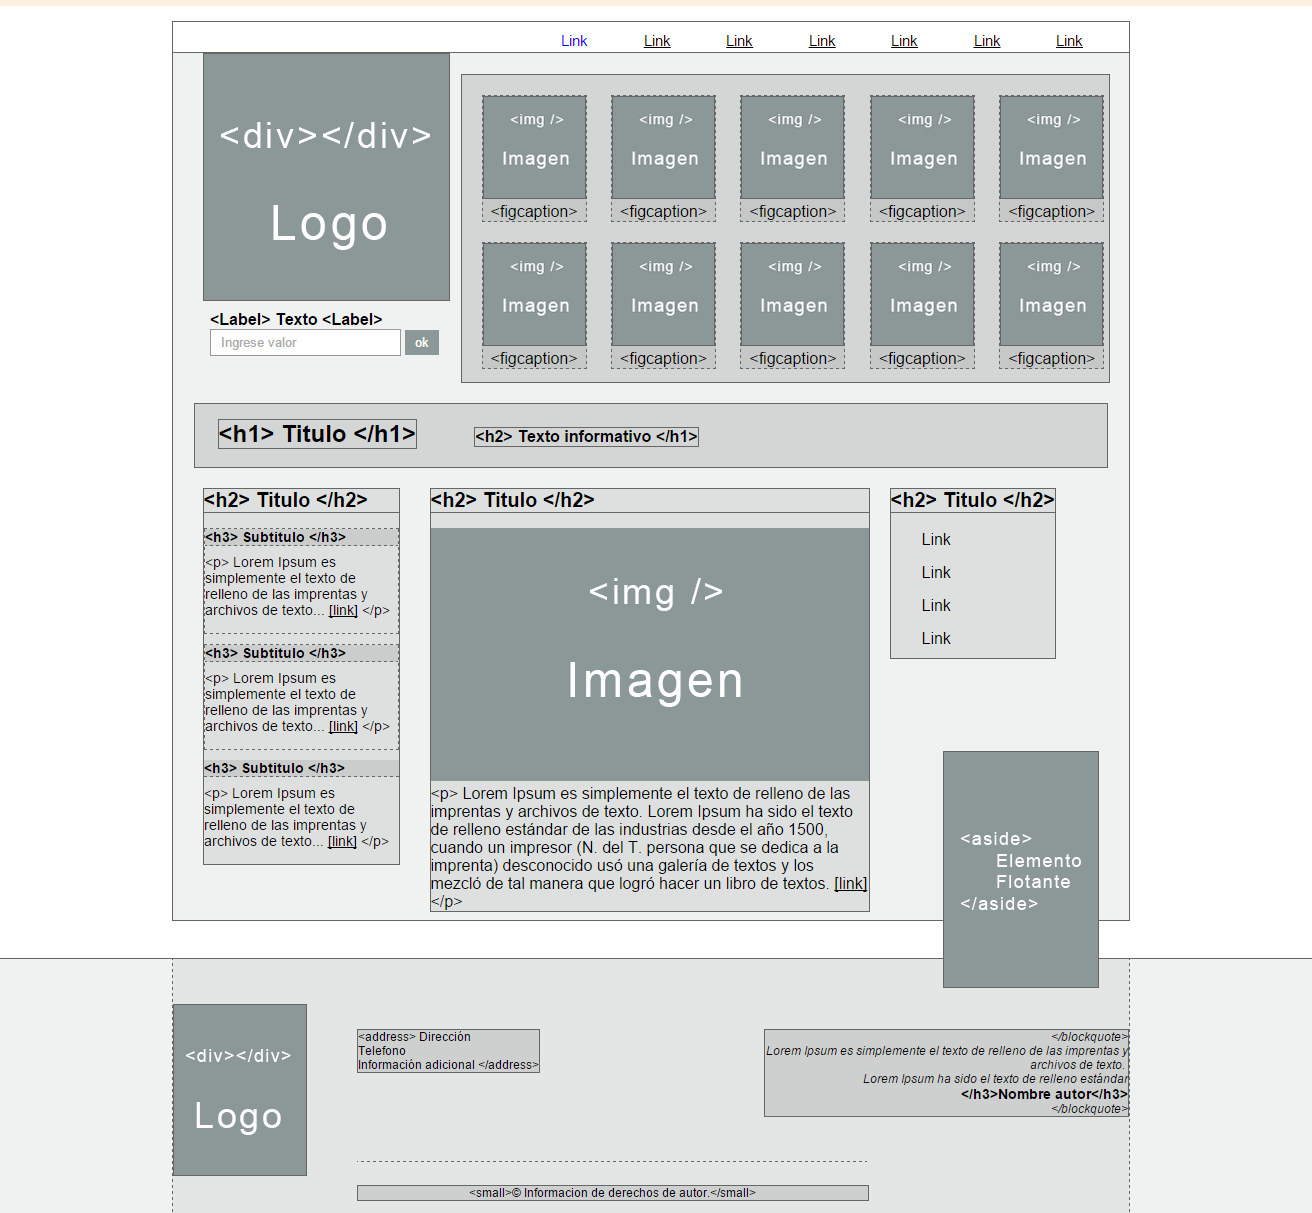 Link Link Link Link Link Link Link
<div></div>
Logo
<img /> <img /> <img /> <img /> <img />
Imagen Imagen Imagen Imagen Imagen
<figcaption> <figcaption> <figcaption> <figcaption> <figcaption>
<img /> <img /> <img /> <img /> <img />
Imagen Imagen Imagen Imagen Imagen
<figcaption> <figcaption> <figcaption> <figcaption> <figcaption>
<Label> Texto <Label>
Ingrese valor ok
<h1> Titulo </h1>
<h2> Texto informativo </h1>
<h2> Titulo </h2>
<h3> Subtitulo </h3>
<p> Lorem Ipsum es
simplemente el texto de
relleno de las imprentas y
archivos de texto... [link] </p>
<h3> Subtitulo </h3>
<p> Lorem Ipsum es
simplemente el texto de
relleno de las imprentas y
archivos de texto... [link] </p>
<h3> Subtitulo </h3>
<p> Lorem Ipsum es
simplemente el texto de
relleno de las imprentas y
archivos de texto... [link] </p>
<h2> Titulo </h2>
<img />
Imagen
<p> Lorem Ipsum es simplemente el texto de relleno de las
imprentas y archivos de texto. Lorem Ipsum ha sido el texto
de relleno estándar de las industrias desde el año 1500,
cuando un impresor (N. del T. persona que se dedica a la
imprenta) desconocido usó una galería de textos y los
mezcló de tal manera que logró hacer un libro de textos. [link]
</p>
<h2> Titulo </h2>
Link
Link
Link
Link
<aside>
Elemento
Flotante
</aside>
<div></div>
Logo
<address> Dirección
Telefono
Información adicional </address>
</blockquote>
Lorem Ipsum es simplemente el texto de relleno de las imprentas y
archivos de texto.
Lorem Ipsum ha sido el texto de relleno estándar
</h3>Nombre autor</h3>
</blockquote>
<small>© Informacion de derechos de autor.</small>